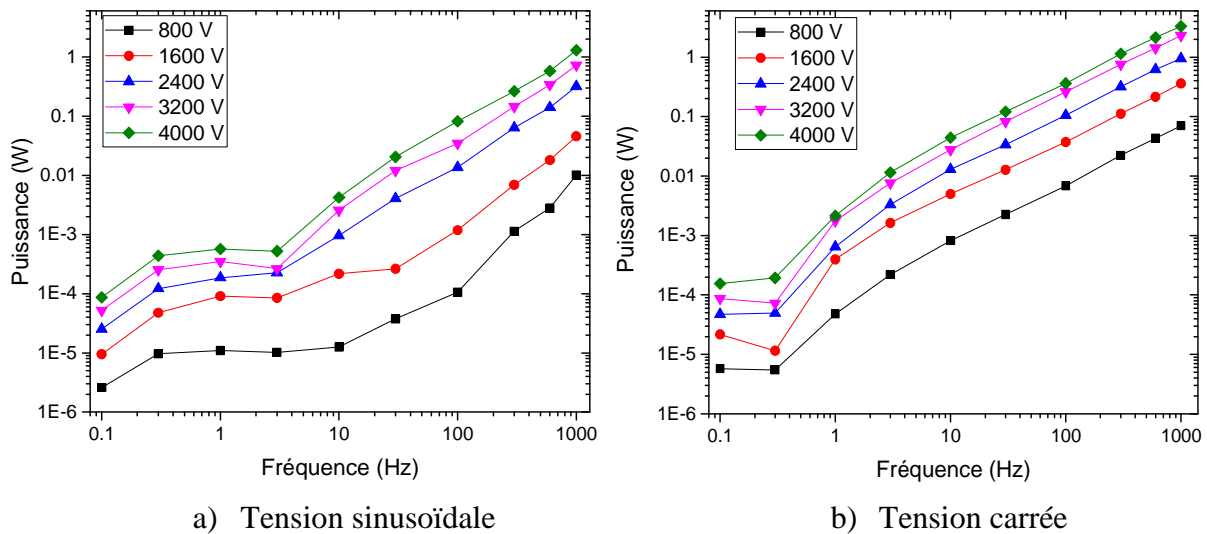 800 V
1600 V
2400 V
3200 V
4000 V
1
0.1
0.01
1E-3
1E-4
1E-5
1E-6
Puissance (W)
0.1
1
10
100
1000
Fréquence (Hz)
a) Tension sinusoïdale
800 V
1600 V
2400 V
3200 V
4000 V
1
0.1
0.01
1E-3
1E-4
1E-5
1E-6
Puissance (W)
0.1
1
10
100
1000
Fréquence (Hz)
b) Tension carrée